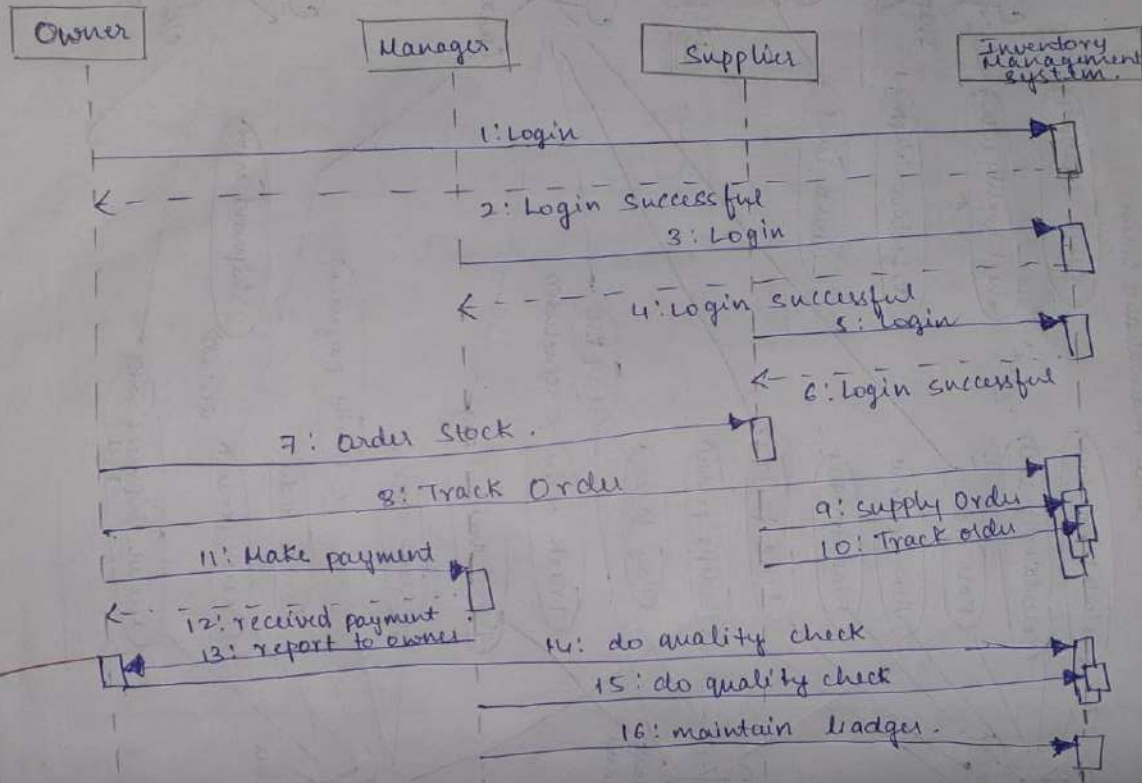 Owner
Manager
Supplier
Inventory
Management
system.
1: Login
2: Login Successful
3: Login
4: Login successful
5: Login
6: Login successful
7: Order Stock.
8: Track Order
9: supply Order
10: Track older
11: Make payment
12: received payment.
13: report to owner
14: do quality check
15: do quality check
16: maintain leadger.